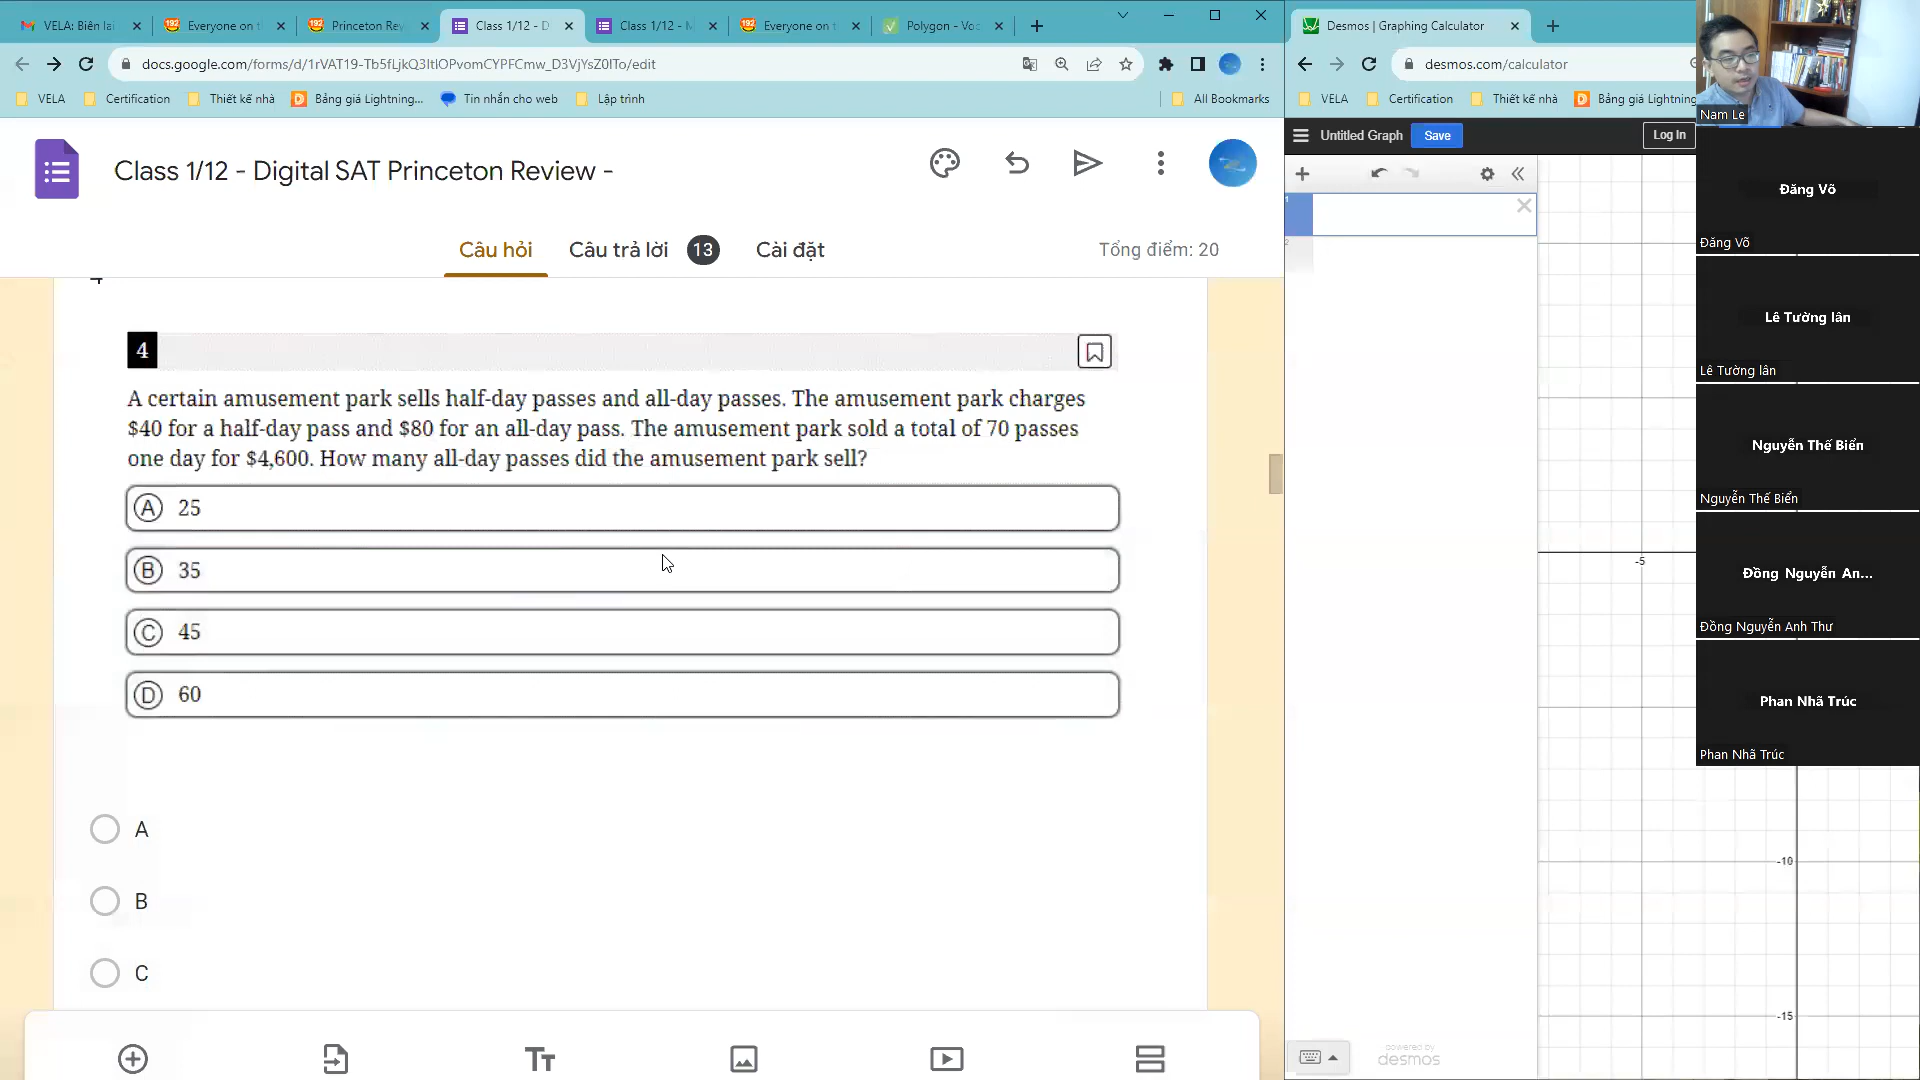 VELA: Biên lai
Everyone on t
Princeton Rev
Class 1/12 - D
Class 1/12 - M
Everyone on t
Polygon - Voc
docs.google.com/forms/d/1rVAT19-Tb5fLjkQ3ItIOPvomCYPFCmw_D3VjYsZ0ITo/edit
VELA
Certification
Thiết kế nhà
Bảng giá Lightning...
Tin nhắn cho web
Lập trình
All Bookmarks
Class 1/12 - Digital SAT Princeton Review -
Câu hỏi
Câu trả lời 13
Cài đặt
Tổng điểm: 20
4
4
A certain amusement park sells half-day passes and all-day passes. The amusement park charges
$40 for a half-day pass and $80 for an all-day pass. The amusement park sold a total of 70 passes
one day for $4,600. How many all-day passes did the amusement park sell?
A 25
B 35
C 45
D 60
A
B
C
Desmos | Graphing Calculator
desmos.com/calculator
VELA
Certification
Thiết kế nhà
Bảng giá Lightning
Untitled Graph
Save
Log In
1
2
-5
-10
-15
powered by
desmos
Nam Le
Đăng Võ
Đăng Võ
Lê Tường lân
Lê Tường lân
Nguyễn Thế Biển
Nguyễn Thế Biển
Đồng Nguyễn An...
Đồng Nguyễn Anh Thư
Phan Nhã Trúc
Phan Nhã Trúc